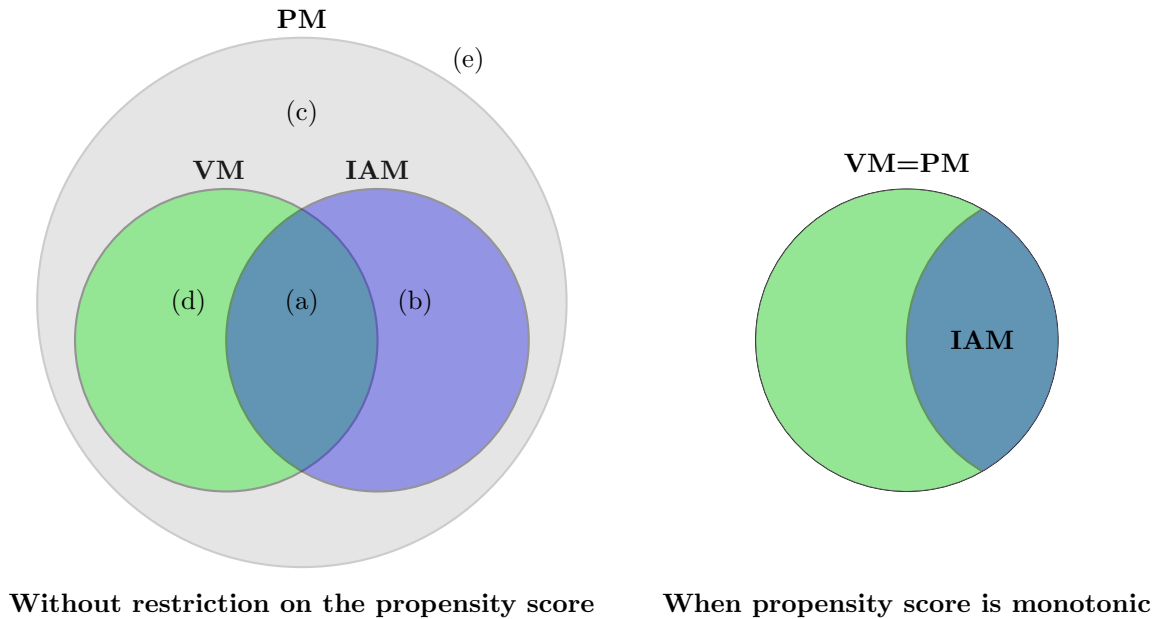 PM
(e)
(c)
VM IAM
(d) (a) (b)
Without restriction on the propensity score
VM=PM
IAM
When propensity score is monotonic